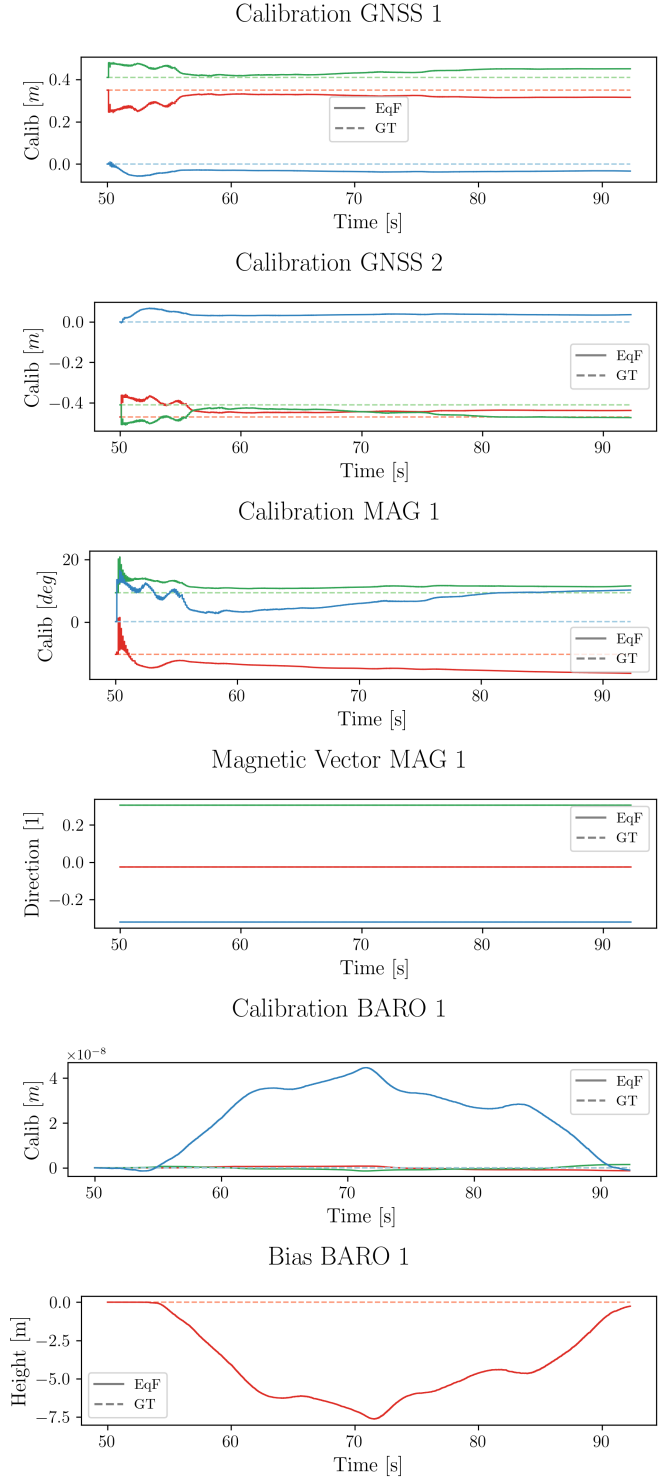 Calibration GNSS 1
Calib [m]
0.4
0.2
0.0
EqF
GT
50 60 70 80 90
Time [s]
Calibration GNSS 2
Calib [m]
0.0
−0.2
−0.4
EqF
GT
50 60 70 80 90
Time [s]
Calibration MAG 1
Calib [deg]
20
0
EqF
GT
50 60 70 80 90
Time [s]
Magnetic Vector MAG 1
Direction [1]
0.2
0.0
−0.2
EqF
GT
50 60 70 80 90
Time [s]
Calibration BARO 1
×10−8
Calib [m]
4
2
0
EqF
GT
50 60 70 80 90
Time [s]
Bias BARO 1
Height [m]
0.0
−2.5
−5.0
−7.5
EqF
GT
50 60 70 80 90
Time [s]